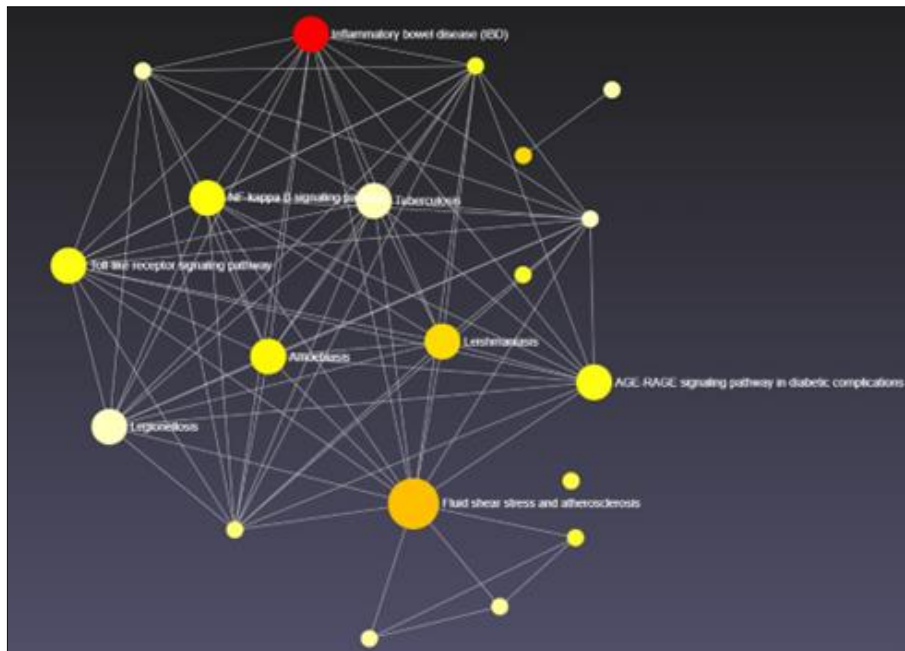 Inflammatory bowel disease (IBD)
NF-kappa B signaling
Tuberculosis
Toll-like receptor signaling pathway
Leishmaniasis
Amoebiasis
AGE-RAGE signaling pathway in diabetic complications
Legionellosis
Fluid shear stress and atherosclerosis